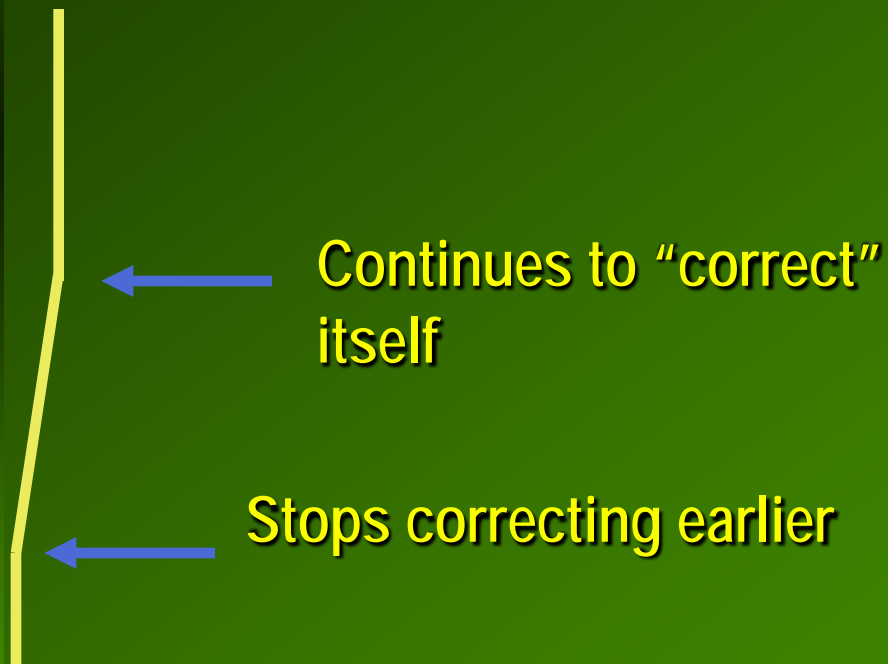 Continues to “correct”
itself
Stops correcting earlier